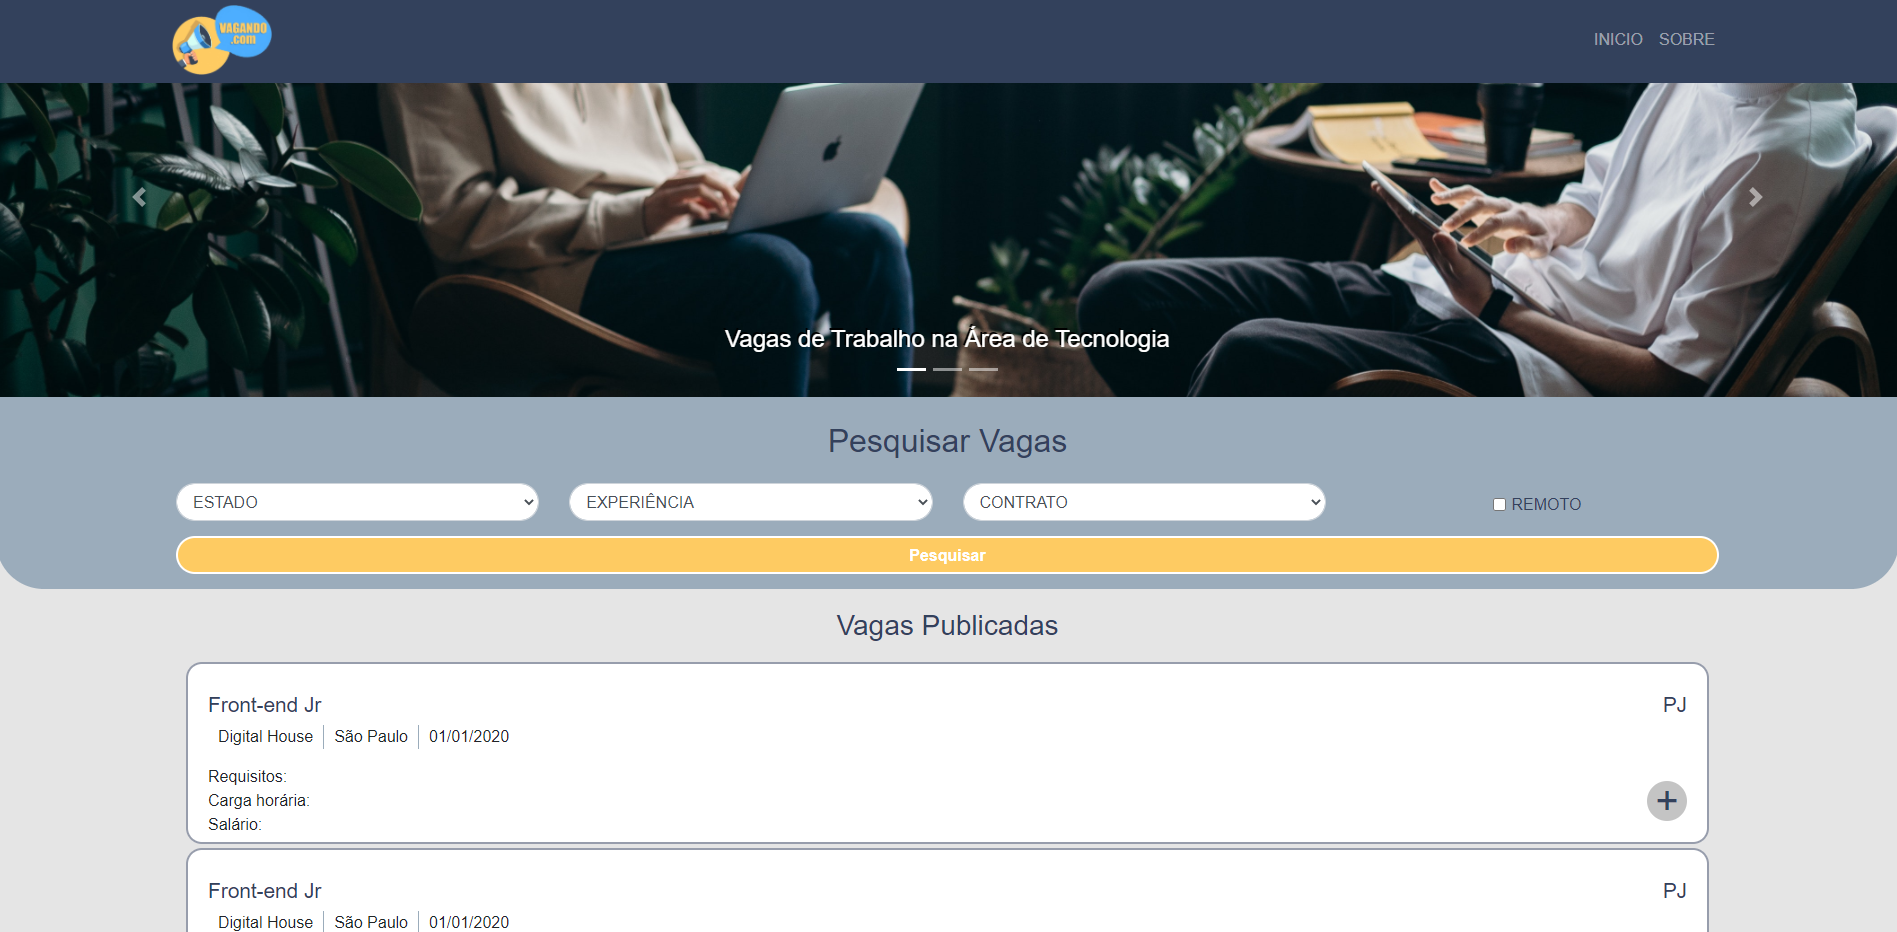 VAGANDO
.com
INICIO SOBRE
Vagas de Trabalho na Área de Tecnologia
Pesquisar Vagas
ESTADO EXPERIÊNCIA CONTRATO REMOTO
Pesquisar
Vagas Publicadas
Front-end Jr PJ
Digital House São Paulo 01/01/2020
Requisitos:
Carga horária:
Salário:
Front-end Jr PJ
Digital House São Paulo 01/01/2020